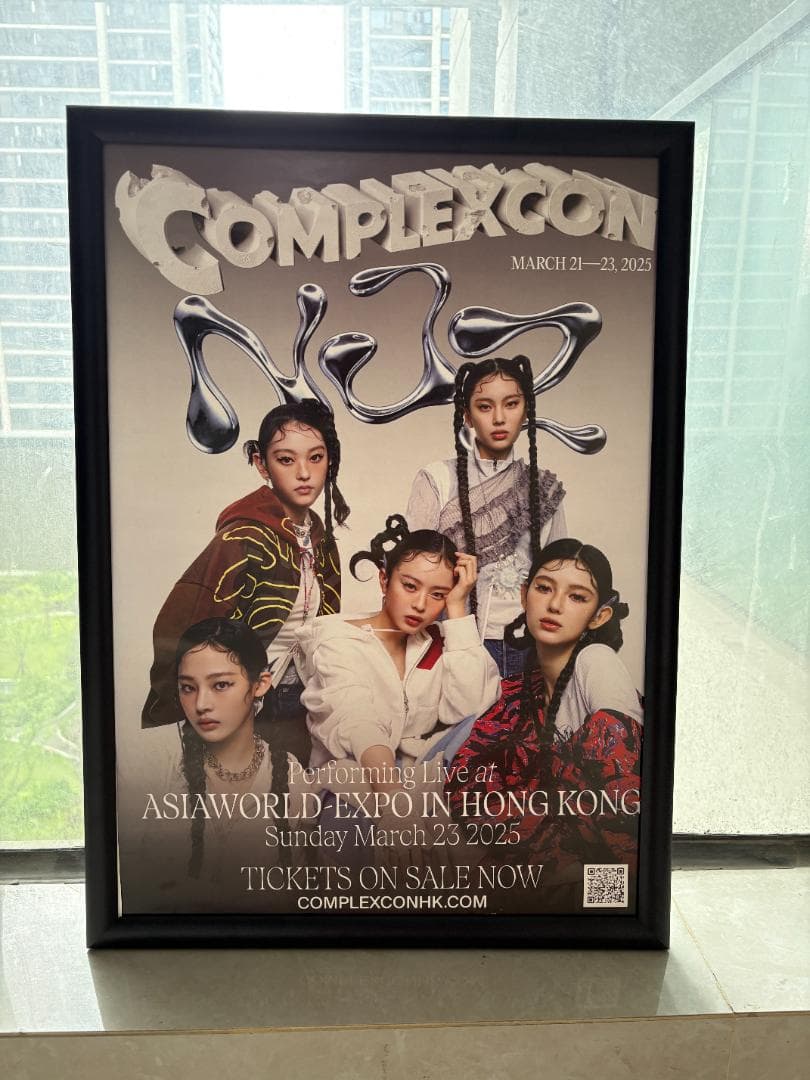 COMPLEXCON
MARCH 21—23, 2025
NJZ
Performing Live at
ASIAWORLD-EXPO IN HONG KONG
Sunday March 23 2025
TICKETS ON SALE NOW
COMPLEXCONHK.COM